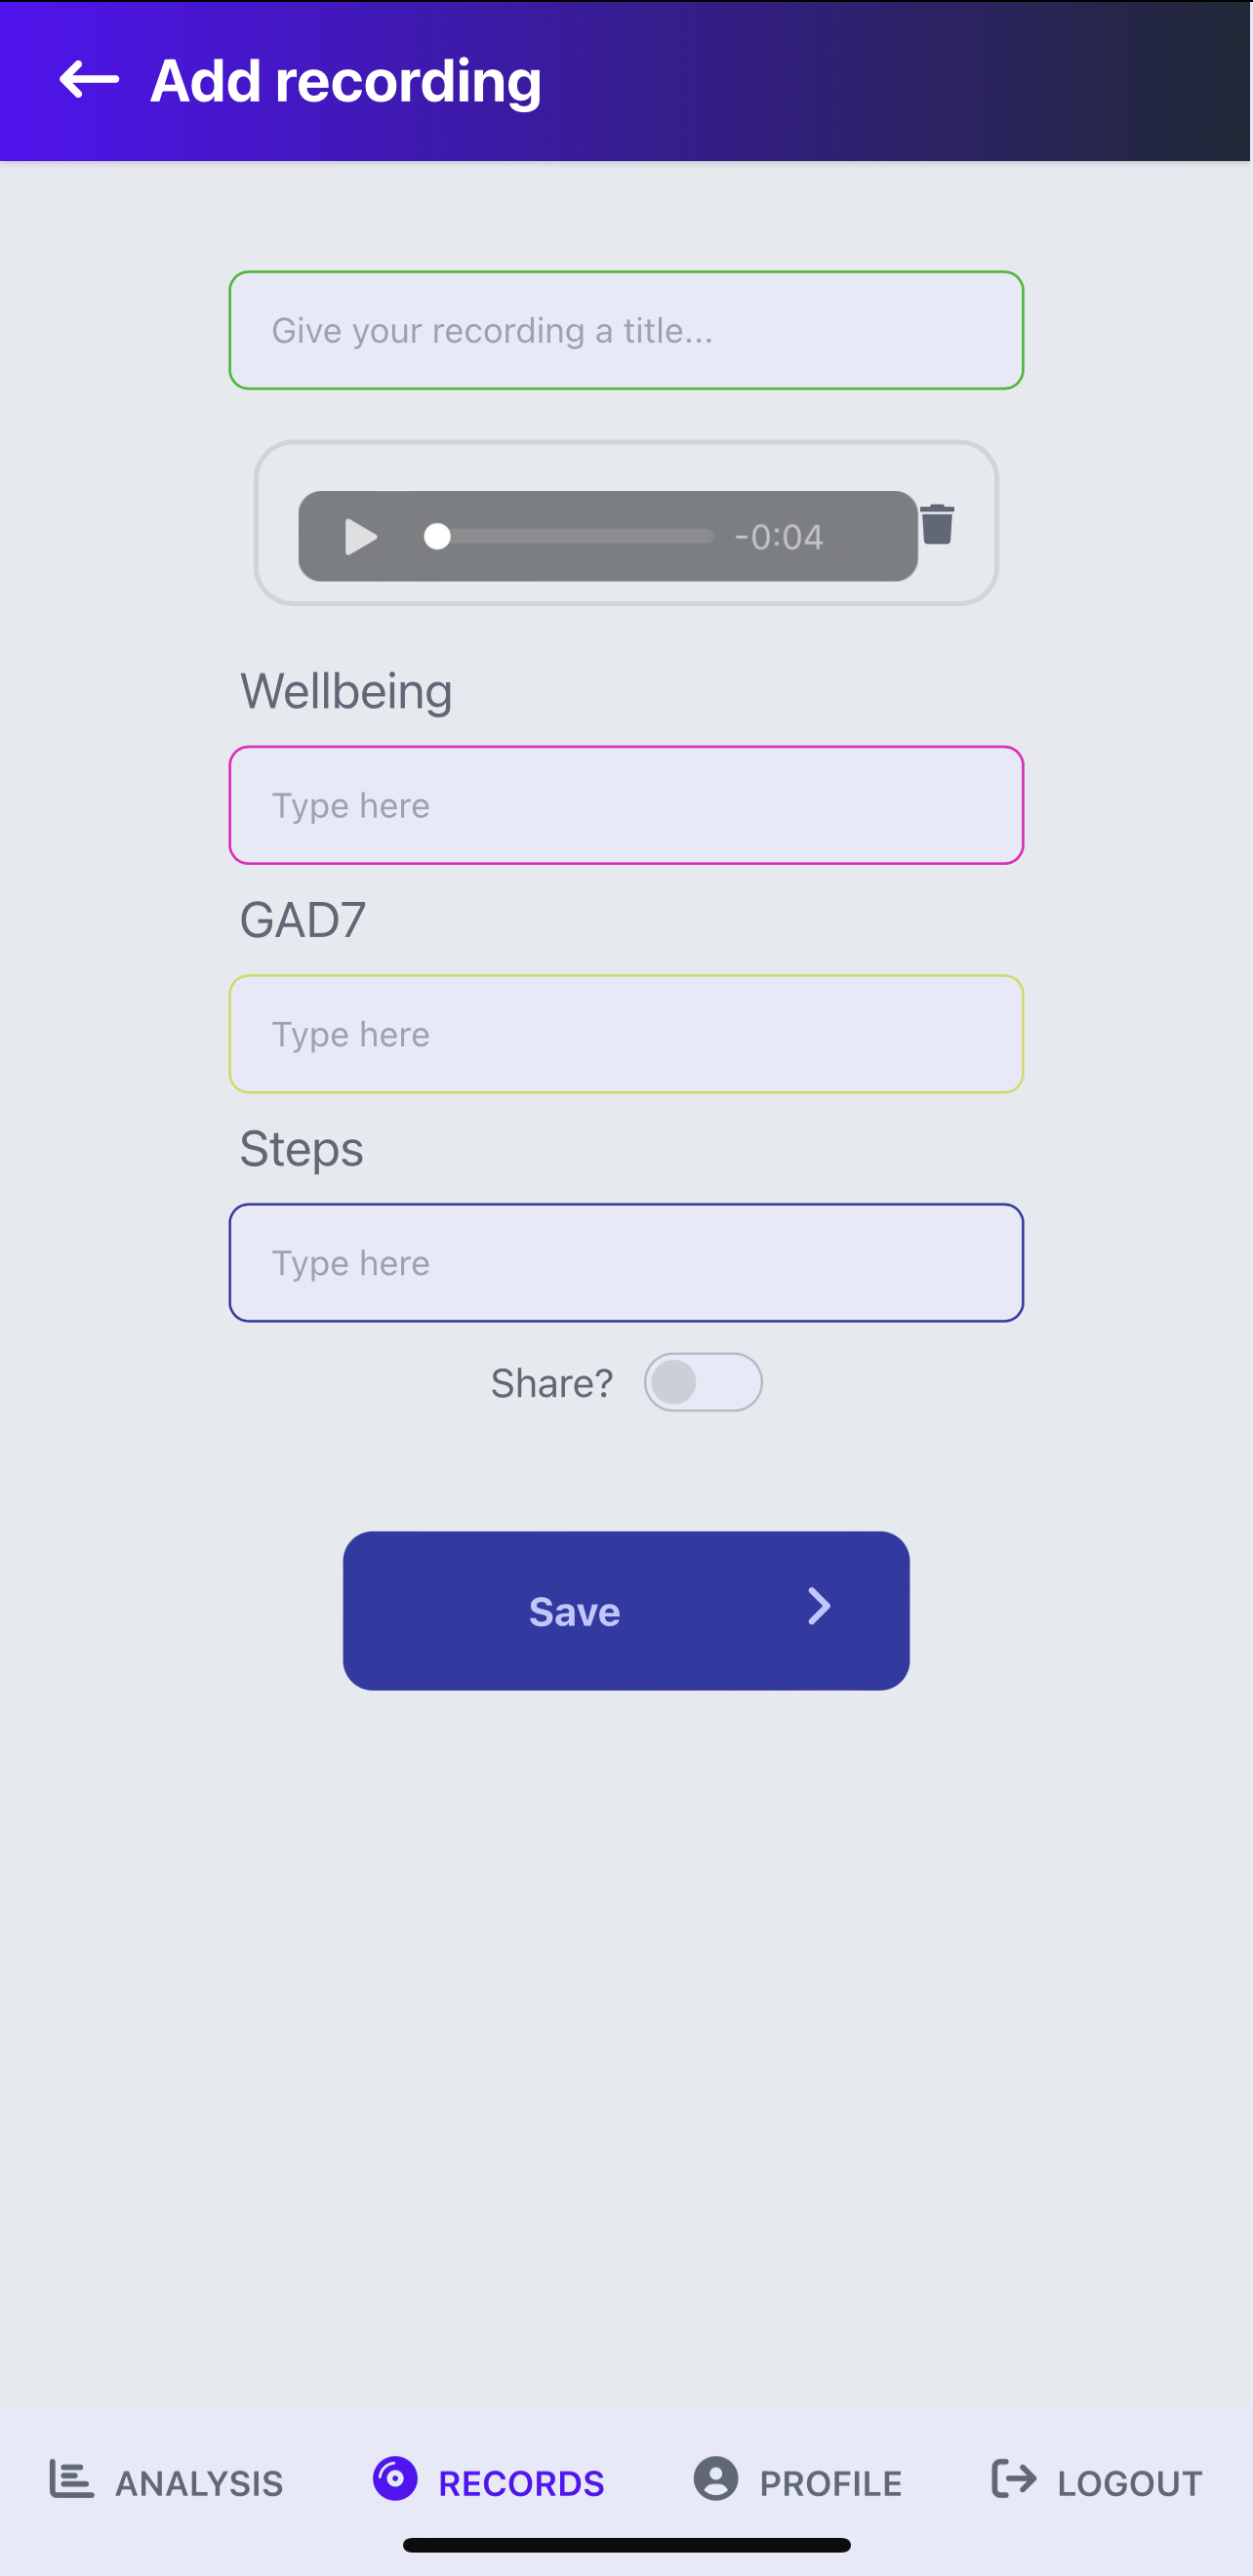 Add recording
Give your recording a title...
-0:04
Wellbeing
Type here
GAD7
Type here
Steps
Type here
Share?
Save
ANALYSIS RECORDS PROFILE LOGOUT